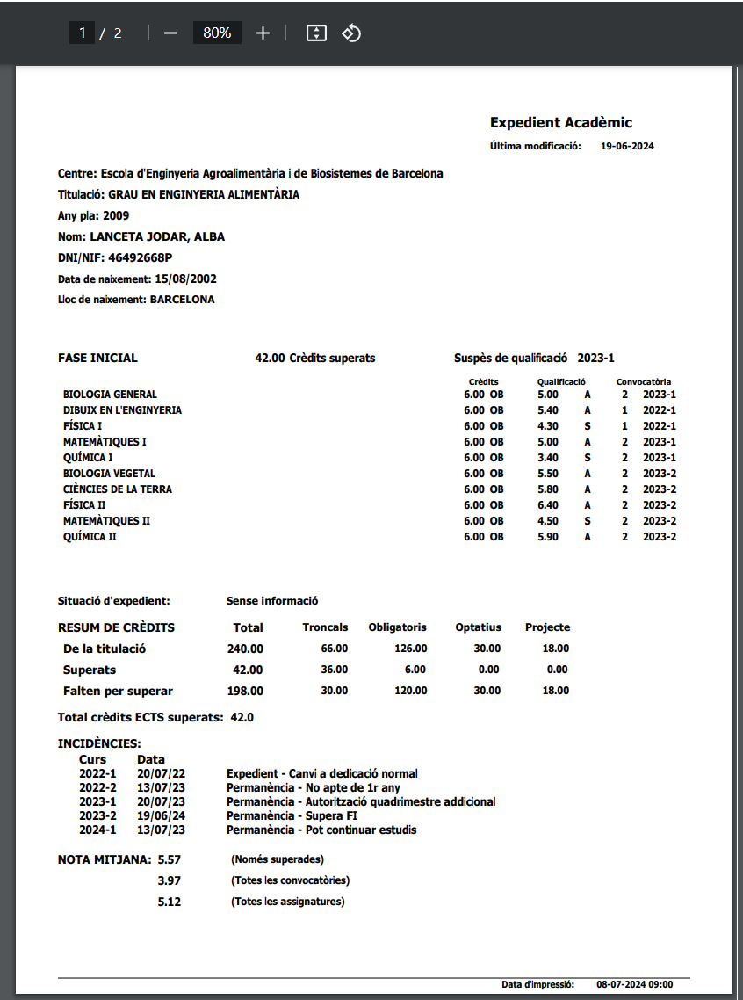 1 / 2 80%
Expedient Acadèmic
Última modificació: 19-06-2024
Centre: Escola d'Enginyeria Agroalimentària i de Biosistemes de Barcelona
Titulació: GRAU EN ENGINYERIA ALIMENTÀRIA
Any pla: 2009
Nom: LANCETA JODAR, ALBA
DNI/NIF: 46492668P
Data de naixement: 15/08/2002
Lloc de naixement: BARCELONA
FASE INICIAL 42.00 Crèdits superats Suspès de qualificació 2023-1
Crèdits Qualificació Convocatòria
BIOLOGIA GENERAL 6.00 OB 5.00 A 2 2023-1
DIBUIX EN L'ENGINYERIA 6.00 OB 5.40 A 1 2022-1
FÍSICA I 6.00 OB 4.30 S 1 2022-1
MATEMÀTIQUES I 6.00 OB 5.00 A 2 2023-1
QUÍMICA I 6.00 OB 3.40 S 2 2023-1
BIOLOGIA VEGETAL 6.00 OB 5.50 A 2 2023-2
CIÈNCIES DE LA TERRA 6.00 OB 5.80 A 2 2023-2
FÍSICA II 6.00 OB 6.40 A 2 2023-2
MATEMÀTIQUES II 6.00 OB 4.50 S 2 2023-2
QUÍMICA II 6.00 OB 5.90 A 2 2023-2
Situació d'expedient: Sense informació
RESUM DE CRÈDITS Total Troncals Obligatoris Optatius Projecte
De la titulació 240.00 66.00 126.00 30.00 18.00
Superats 42.00 36.00 6.00 0.00 0.00
Falten per superar 198.00 30.00 120.00 30.00 18.00
Total crèdits ECTS superats: 42.0
INCIDÈNCIES:
Curs Data
2022-1 20/07/22 Expedient - Canvi a dedicació normal
2022-2 13/07/23 Permanència - No apte de 1r any
2023-1 20/07/23 Permanència - Autorització quadrimestre addicional
2023-2 19/06/24 Permanència - Supera FI
2024-1 13/07/23 Permanència - Pot continuar estudis
NOTA MITJANA: 5.57 (Només superades)
3.97 (Totes les convocatòries)
5.12 (Totes les assignatures)
Data d'impressió: 08-07-2024 09:00